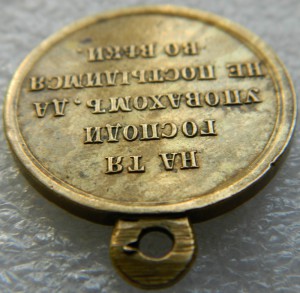 НА ТЯ
ГОСПОДИ
УПОВАХОМЪ, ДА
НЕ ПОСТЫДИМСЯ
ВО ВѢКИ.